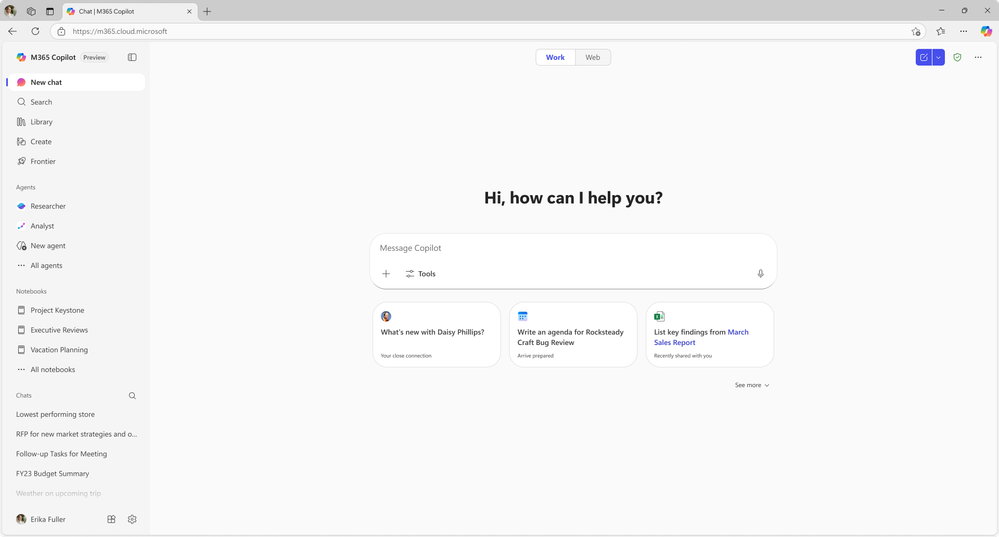 Chat | M365 Copilot
https://m365.cloud.microsoft
M365 Copilot
Preview
New chat
Search
Library
Create
Frontier
Agents
Researcher
Analyst
New agent
All agents
Notebooks
Project Keystone
Executive Reviews
Vacation Planning
All notebooks
Chats
Lowest performing store
RFP for new market strategies and o...
Follow-up Tasks for Meeting
FY23 Budget Summary
Weather on upcoming trip
Erika Fuller
Work
Web
Hi, how can I help you?
Message Copilot
Tools
What's new with Daisy Phillips?
Your close connection
Write an agenda for Rocksteady
Craft Bug Review
Arrive prepared
List key findings from March
Sales Report
Recently shared with you
See more